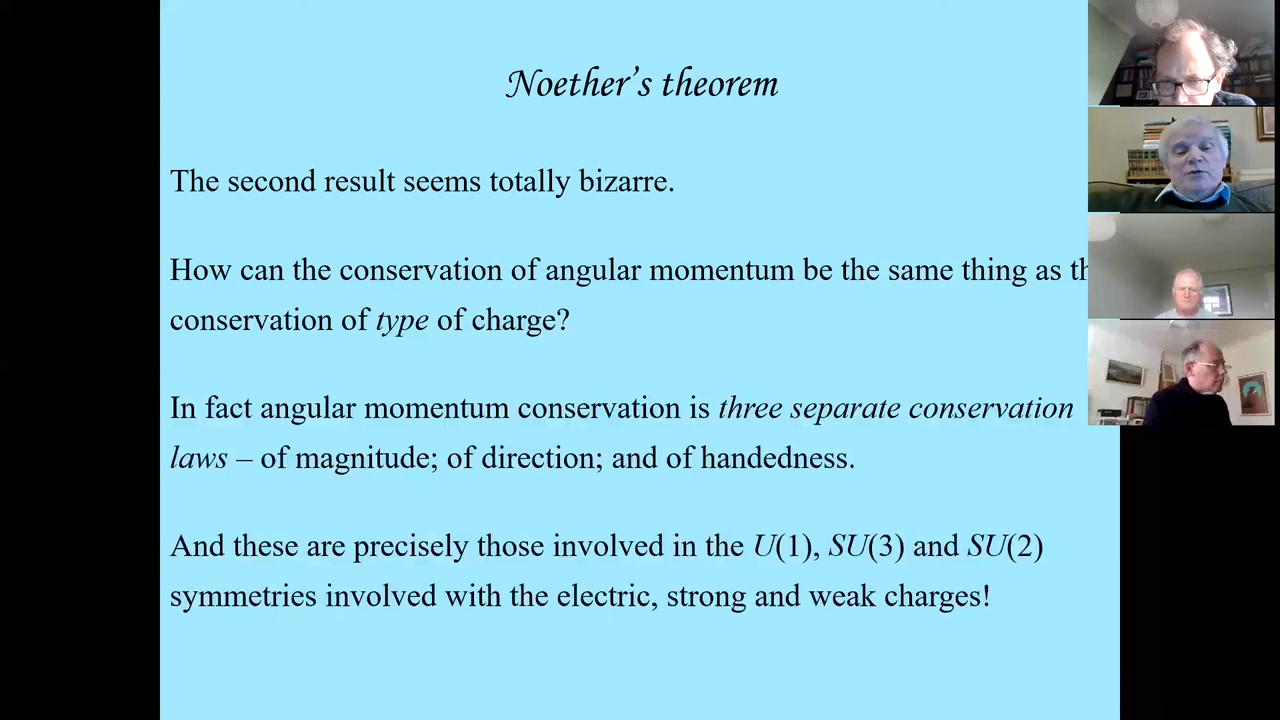 Noether's theorem
The second result seems totally bizarre.
How can the conservation of angular momentum be the same thing as
conservation of type of charge?
In fact angular momentum conservation is three separate conservation
laws – of magnitude; of direction; and of handedness.
And these are precisely those involved in the U(1), SU(3) and SU(2)
symmetries involved with the electric, strong and weak charges!